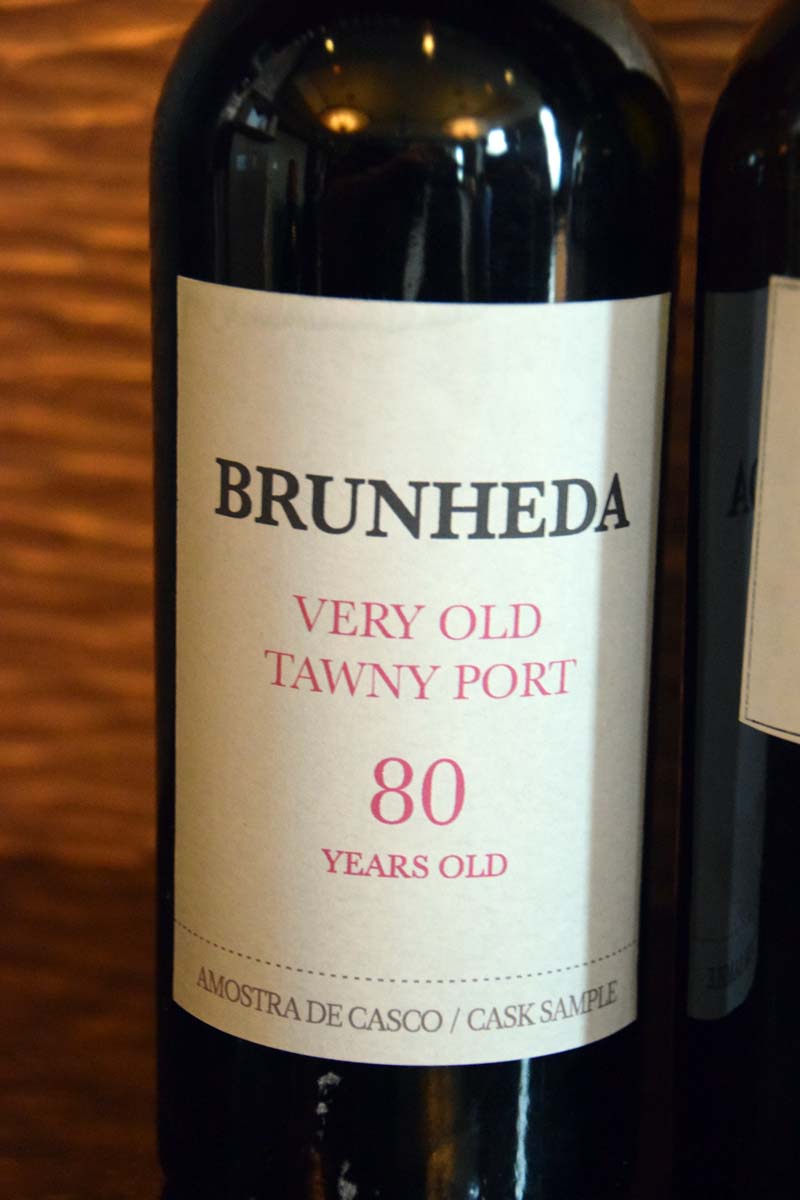 BRUNHEDA
VERY OLD
TAWNY PORT
80
YEARS OLD
AMOSTRA DE CASCO / CASK SAMPLE